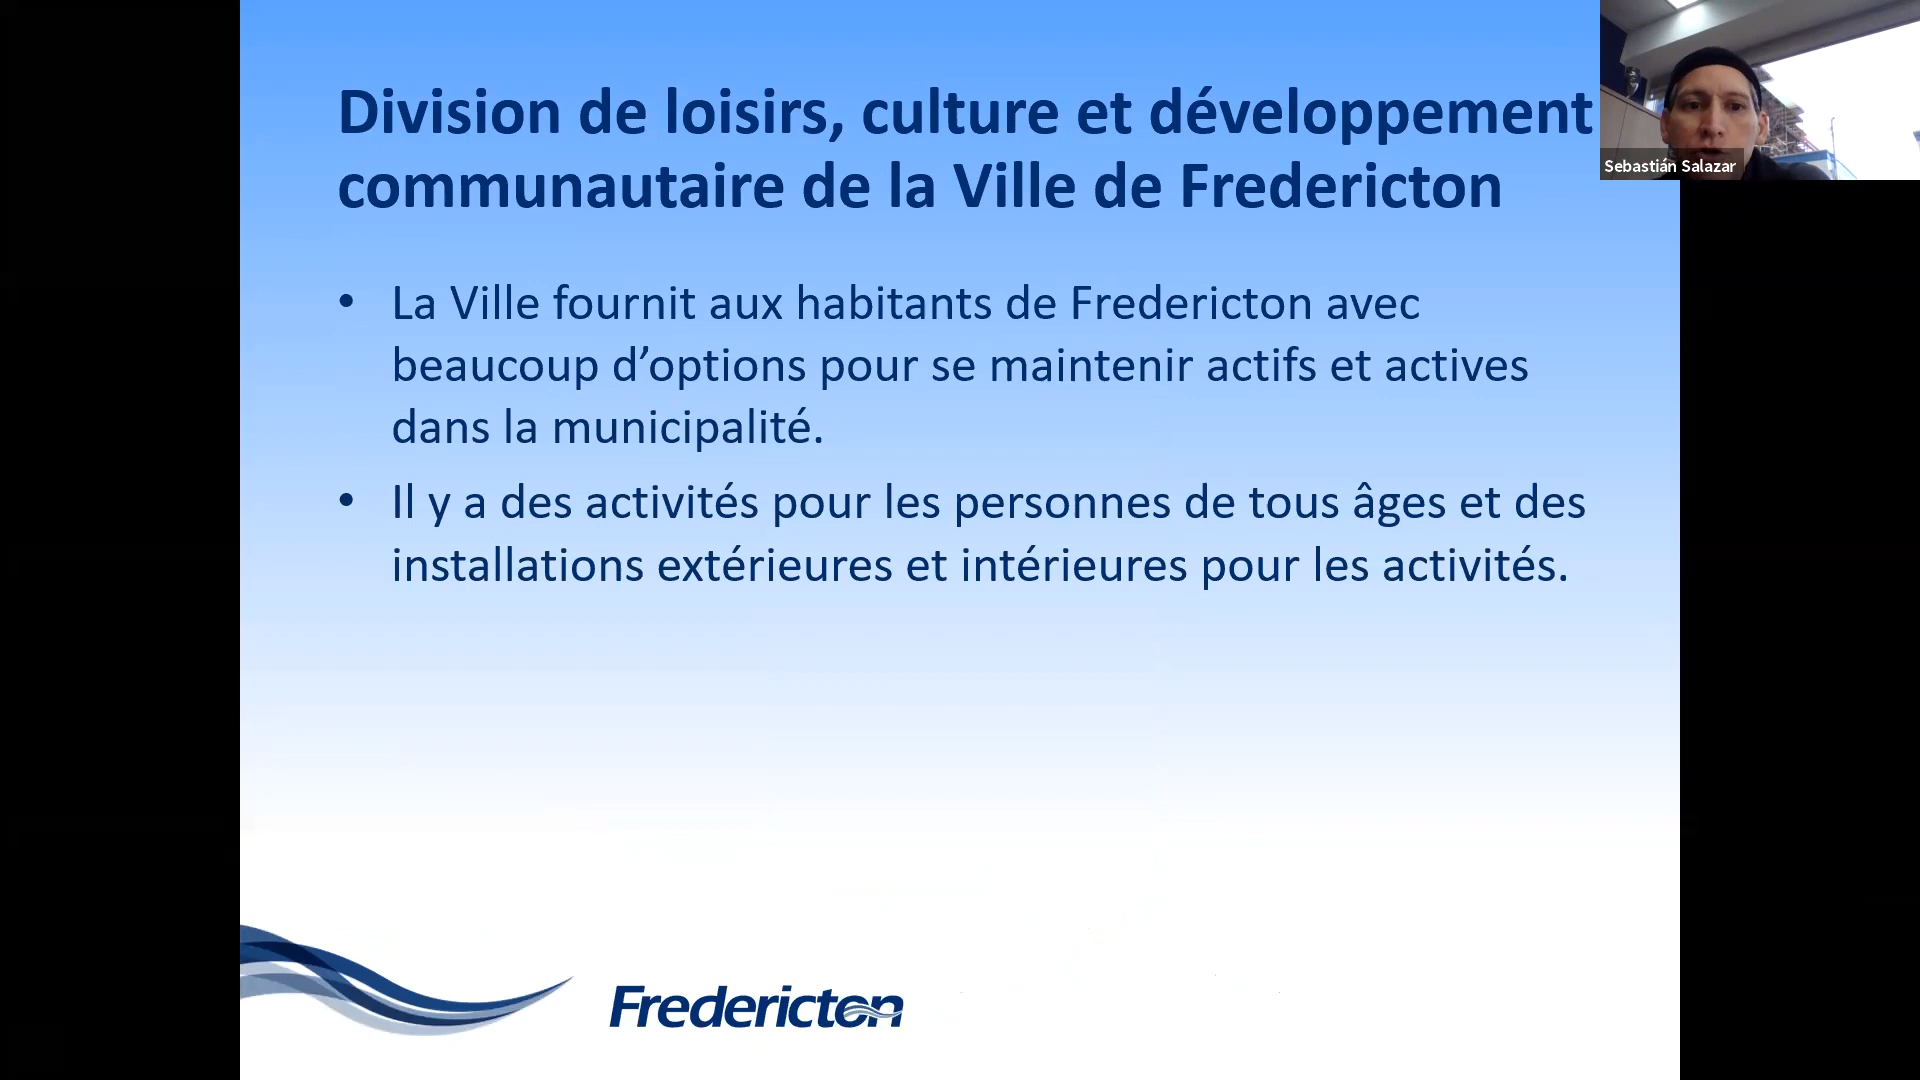 Division de loisirs, culture et développement
communautaire de la Ville de Fredericton
• La Ville fournit aux habitants de Fredericton avec
beaucoup d’options pour se maintenir actifs et actives
dans la municipalité.
• Il y a des activités pour les personnes de tous âges et des
installations extérieures et intérieures pour les activités.
Sebastián Salazar
Fredericton